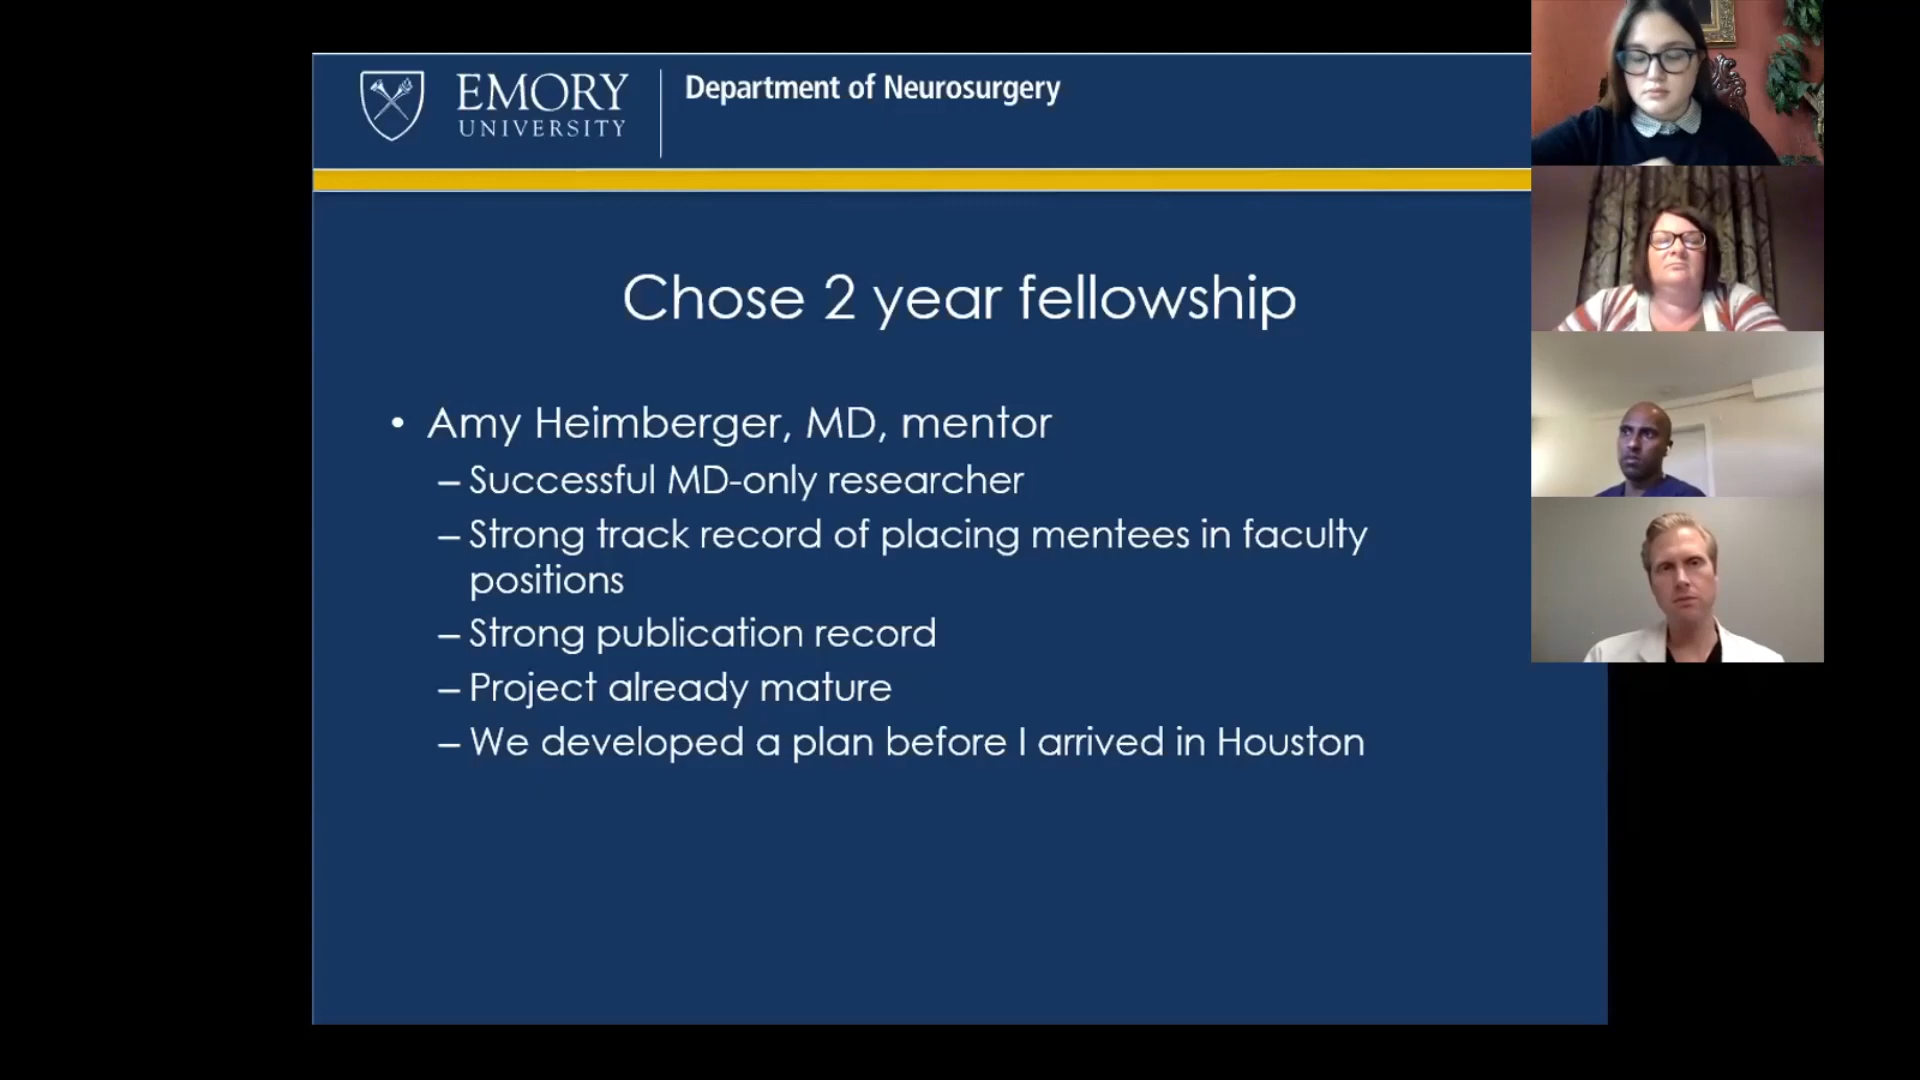 EMORY
UNIVERSITY
Department of Neurosurgery
Chose 2 year fellowship
• Amy Heimberger, MD, mentor
– Successful MD-only researcher
– Strong track record of placing mentees in faculty
positions
– Strong publication record
– Project already mature
– We developed a plan before I arrived in Houston